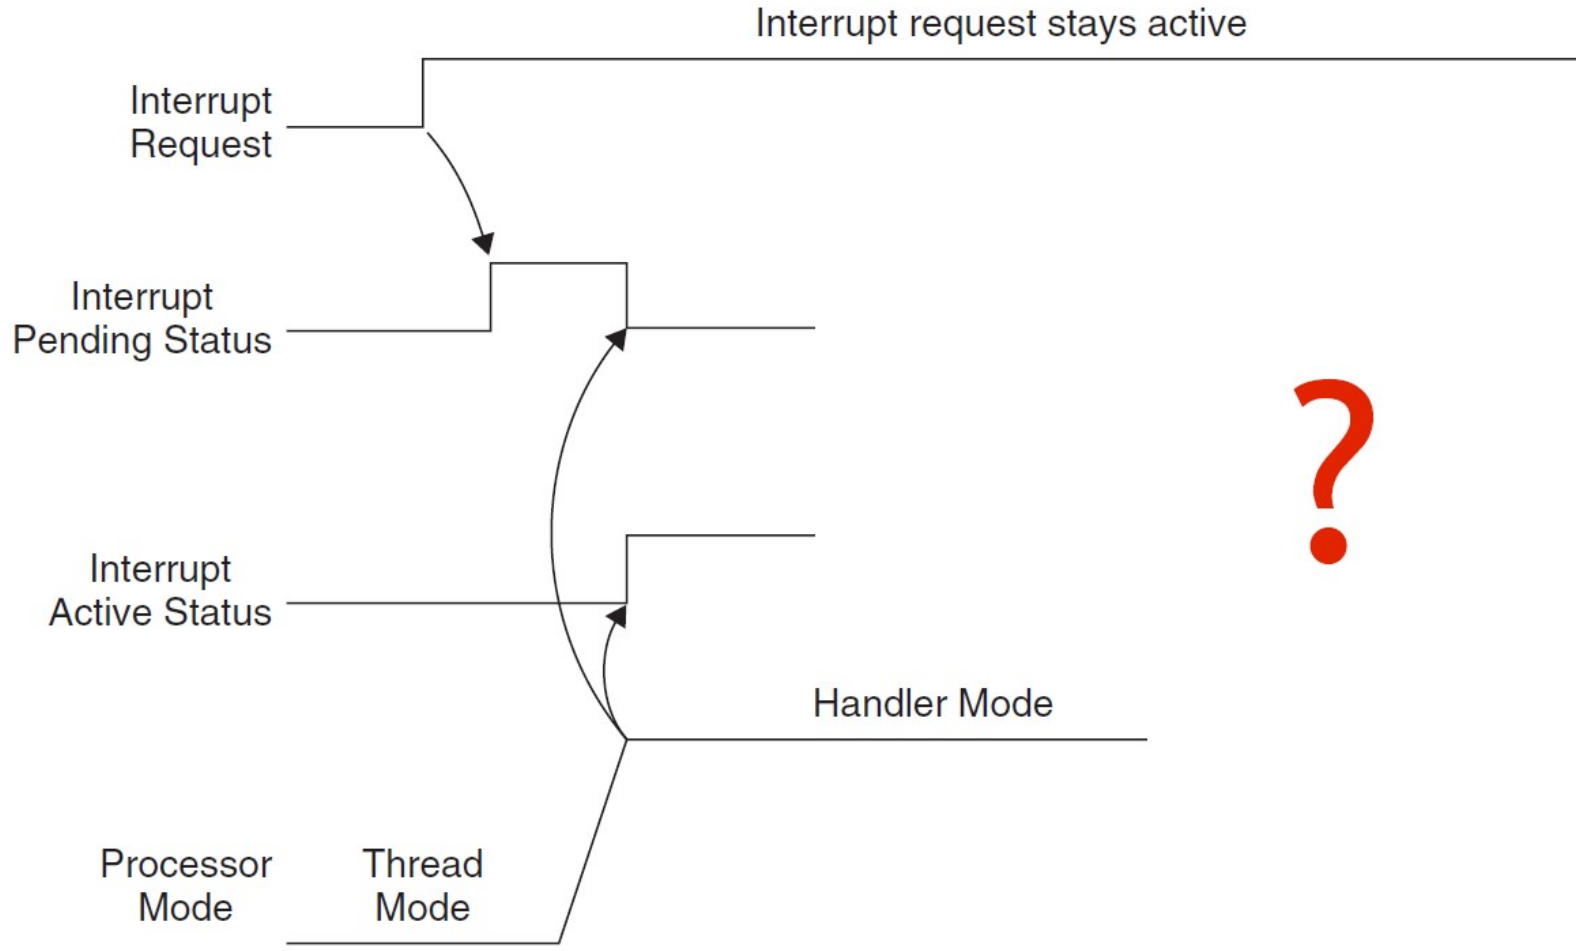 Interrupt request stays active
Interrupt
Request
Interrupt
Pending Status
Interrupt
Active Status
Handler Mode
Processor
Mode
Thread
Mode
?